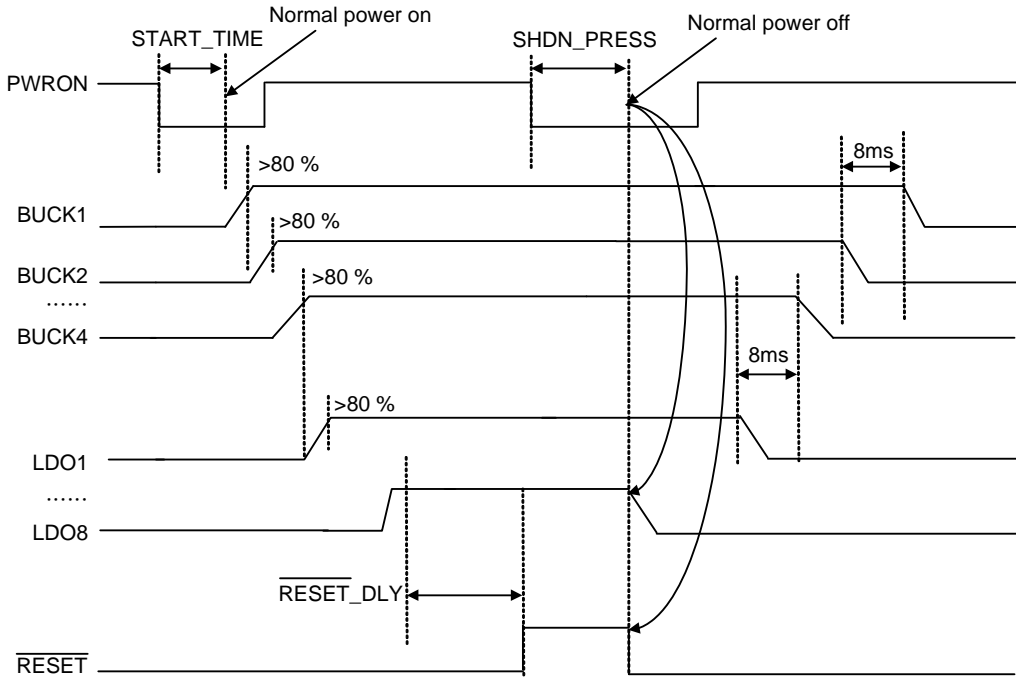 Normal power on
START_TIME
SHDN_PRESS
Normal power off
PWRON
>80 %
8ms
BUCK1
>80 %
BUCK2
>80 %
......
BUCK4
8ms
>80 %
LDO1
......
LDO8
RESET_DLY
RESET